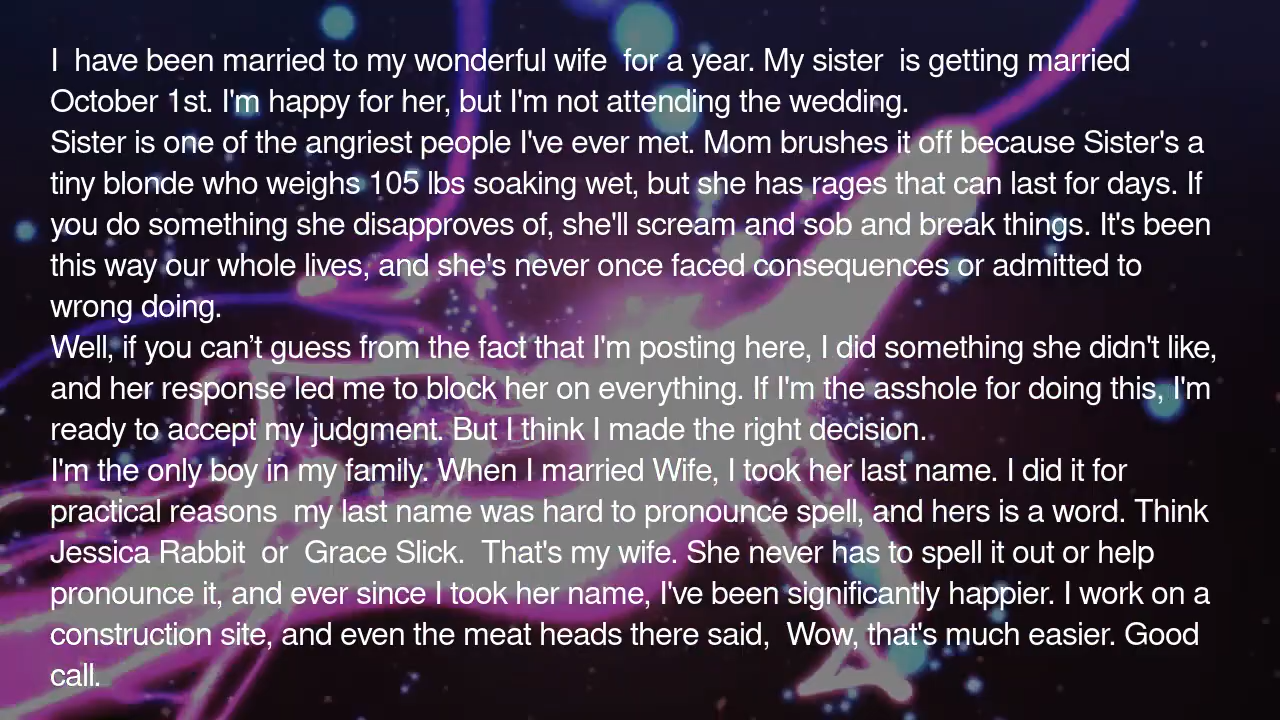 I  have been married to my wonderful wife  for a year. My sister  is getting married
October 1st. I'm happy for her, but I'm not attending the wedding.
Sister is one of the angriest people I've ever met. Mom brushes it off because Sister's a
tiny blonde who weighs 105 lbs soaking wet, but she has rages that can last for days. If
you do something she disapproves of, she'll scream and sob and break things. It's been
this way our whole lives, and she's never once faced consequences or admitted to
wrong doing.
Well, if you can’t guess from the fact that I'm posting here, I did something she didn't like,
and her response led me to block her on everything. If I'm the asshole for doing this, I'm
ready to accept my judgment. But I think I made the right decision.
I'm the only boy in my family. When I married Wife, I took her last name. I did it for
practical reasons  my last name was hard to pronounce spell, and hers is a word. Think
Jessica Rabbit  or  Grace Slick.  That's my wife. She never has to spell it out or help
pronounce it, and ever since I took her name, I've been significantly happier. I work on a
construction site, and even the meat heads there said,  Wow, that's much easier. Good
call.